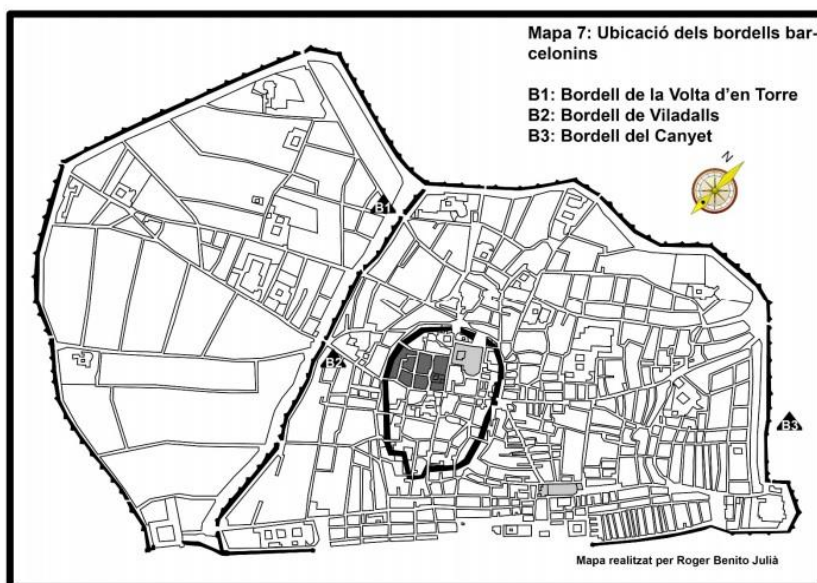 Mapa 7: Ubicació dels bordells bar-
celonins
B1: Bordell de la Volta d'en Torre
B2: Bordell de Viladalls
B3: Bordell del Canyet
N
B1
B2
B3
Mapa realitzat per Roger Benito Julià